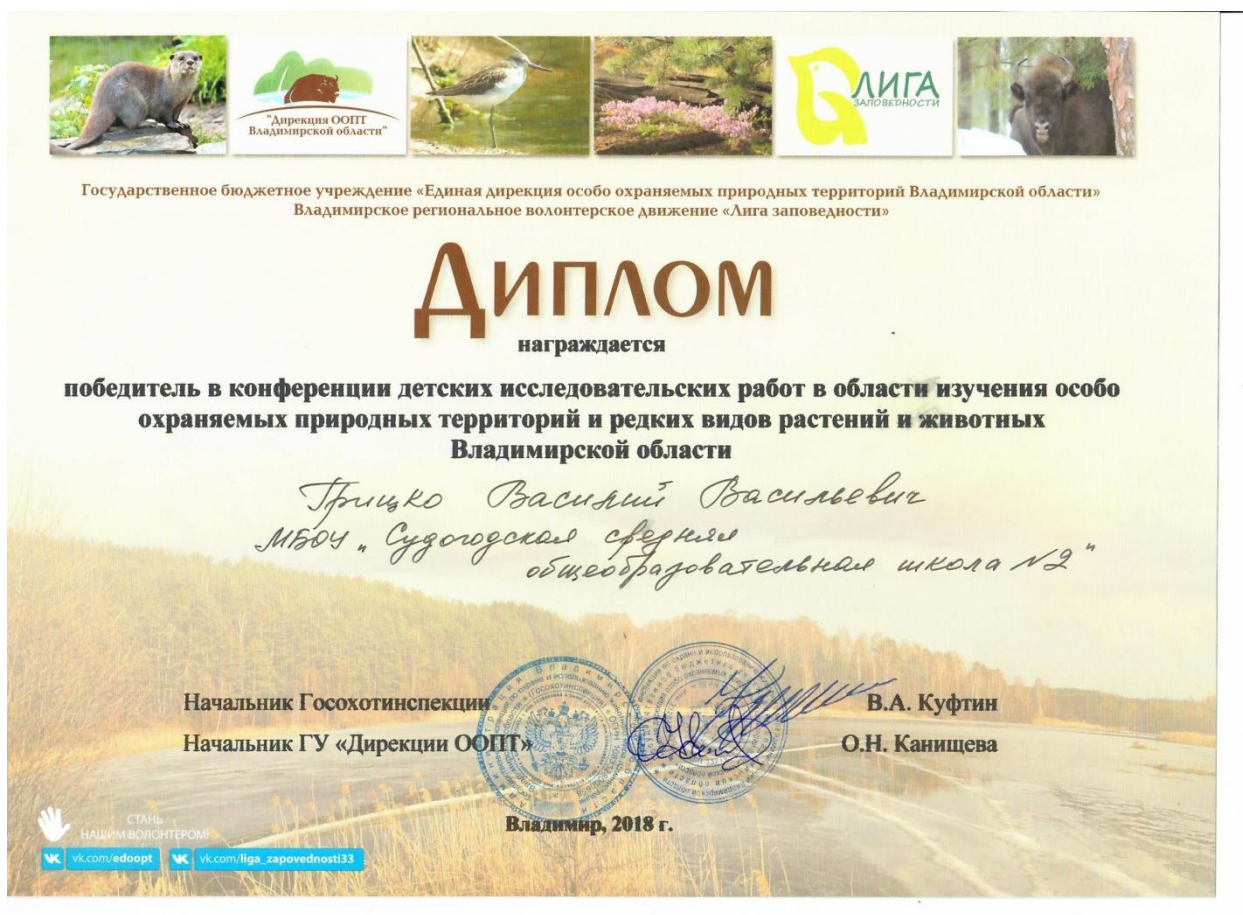 "Дирекция ООПТ
Владимирской области"
ЛИГА
ЗАПОВЕДНОСТИ
Государственное бюджетное учреждение «Единая дирекция особо охраняемых природных территорий Владимирской области»
Владимирское региональное волонтерское движение «Лига заповедности»
Диплом
награждается
победитель в конференции детских исследовательских работ в области изучения особо
охраняемых природных территорий и редких видов растений и животных
Владимирской области
Грицко Василий Васильевич
МБОУ „Судогодская средняя
общеобразовательная школа №2"
Начальник Госохотинспекции В.А. Куфтин
Начальник ГУ «Дирекции ООПТ» О.Н. Канищева
Владимир, 2018 г.
СТАНЬ
НАШИМ ВОЛОНТЕРОМ!
vk.com/edoopt vk.com/liga_zapovednosti33